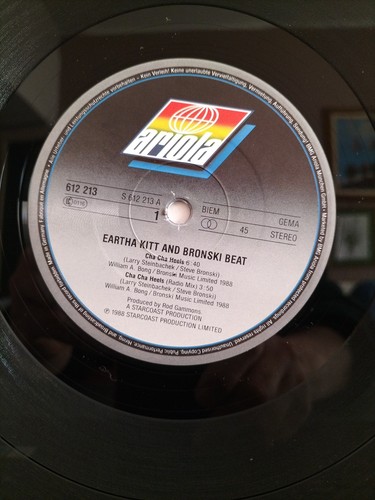 ariola
612 213
S 612 213 A
1
BIEM
GEMA
45
STEREO
EARTHA KITT AND BRONSKI BEAT
Cha Cha Heels 6:40
(Larry Steinbachek / Steve Bronski)
William A. Bong / Bronski Music Limited 1988
Cha Cha Heels (Radio Mix) 3:50
(Larry Steinbachek / Steve Bronski)
William A. Bong / Bronski Music Limited 1988
Produced by Rod Gammons
A STARCOAST PRODUCTION
℗ 1988 STARCOAST PRODUCTION LIMITED